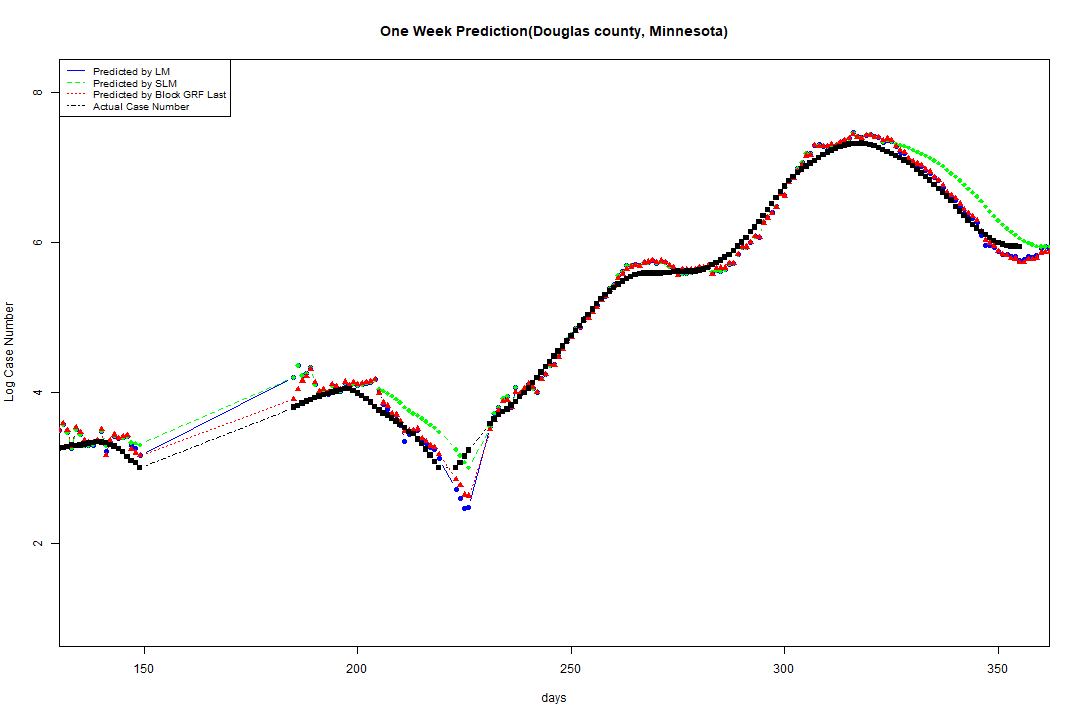 One Week Prediction(Douglas county, Minnesota)
Predicted by LM
Predicted by SLM
Predicted by Block GRF Last
Actual Case Number
8
6
4
2
Log Case Number
150 200 250 300 350
days